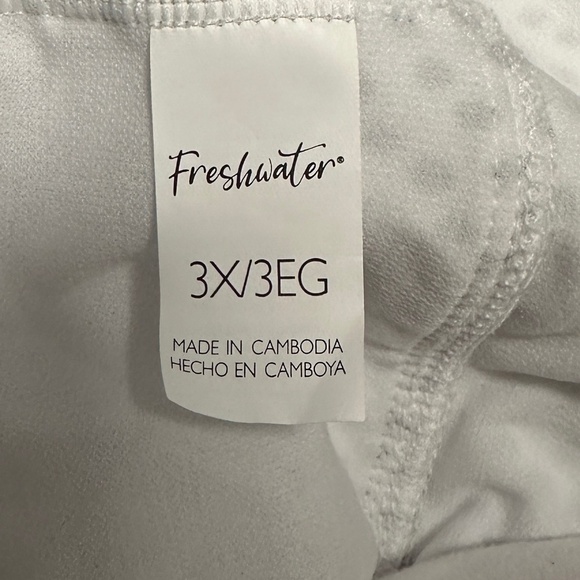 Freshwater®
3X/3EG
MADE IN CAMBODIA
HECHO EN CAMBOYA